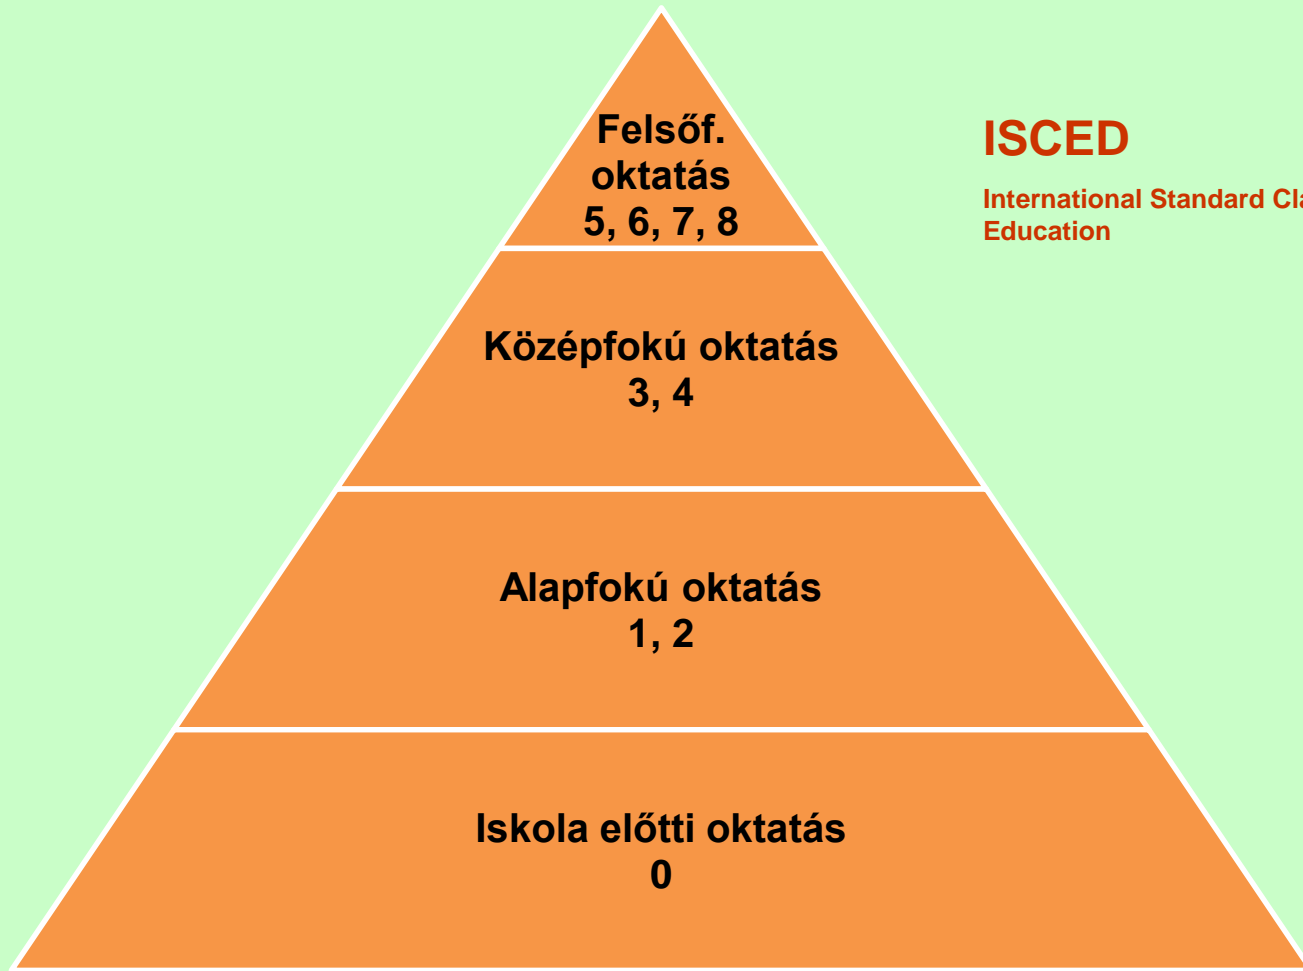 Felsőf.
oktatás
5, 6, 7, 8
ISCED
International Standard
Education
Középfokú oktatás
3, 4
Alapfokú oktatás
1, 2
Iskola előtti oktatás
0